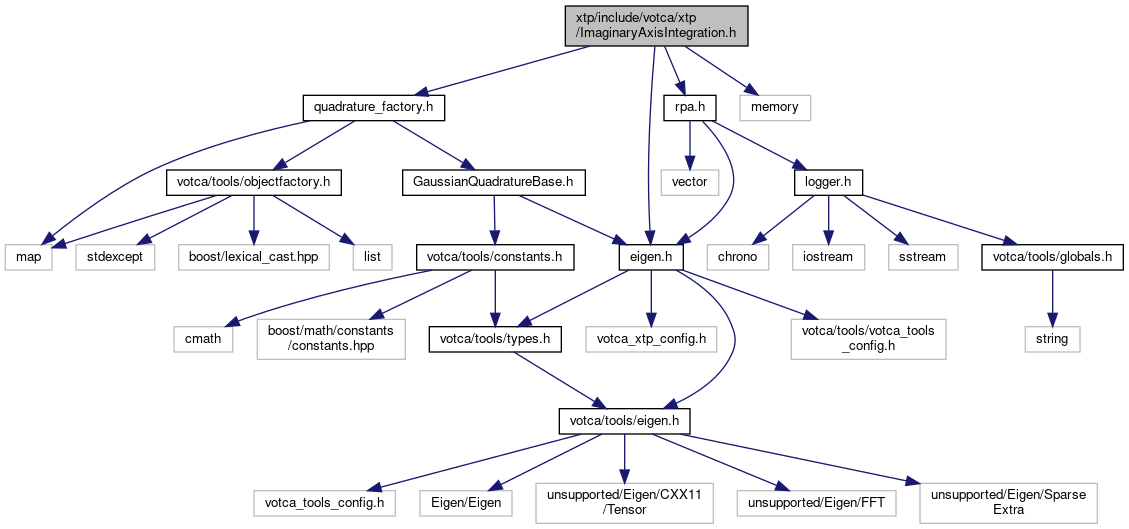 xtp/include/votca/xtp
/ImaginaryAxisIntegration.h
quadrature_factory.h
rpa.h
memory
votca/tools/objectfactory.h
GaussianQuadratureBase.h
vector
logger.h
map
stdexcept
boost/lexical_cast.hpp
list
votca/tools/constants.h
eigen.h
chrono
iostream
sstream
votca/tools/globals.h
cmath
boost/math/constants
/constants.hpp
votca/tools/types.h
votca_xtp_config.h
votca/tools/votca_tools
_config.h
string
votca/tools/eigen.h
votca_tools_config.h
Eigen/Eigen
unsupported/Eigen/CXX11
/Tensor
unsupported/Eigen/FFT
unsupported/Eigen/Sparse
Extra